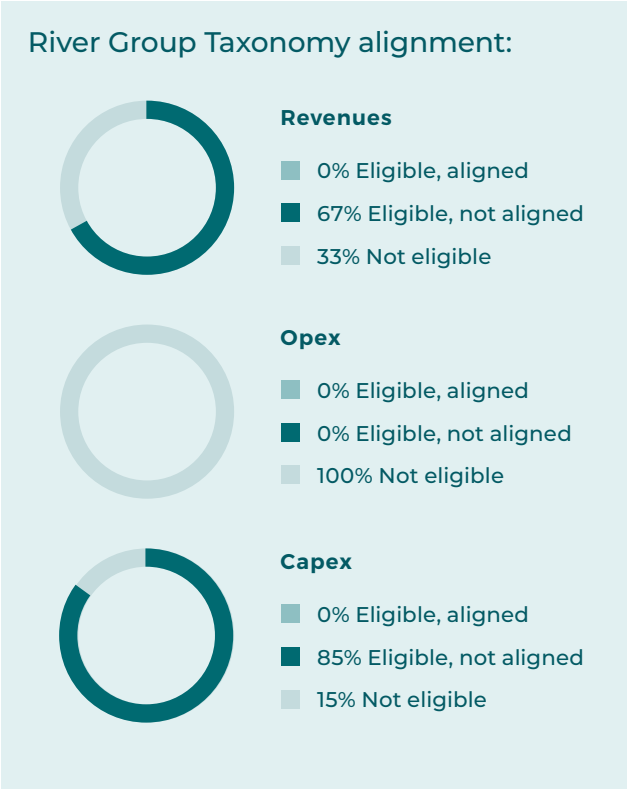 River Group Taxonomy alignment:
Revenues
0% Eligible, aligned
67% Eligible, not aligned
33% Not eligible
Opex
0% Eligible, aligned
0% Eligible, not aligned
100% Not eligible
Capex
0% Eligible, aligned
85% Eligible, not aligned
15% Not eligible